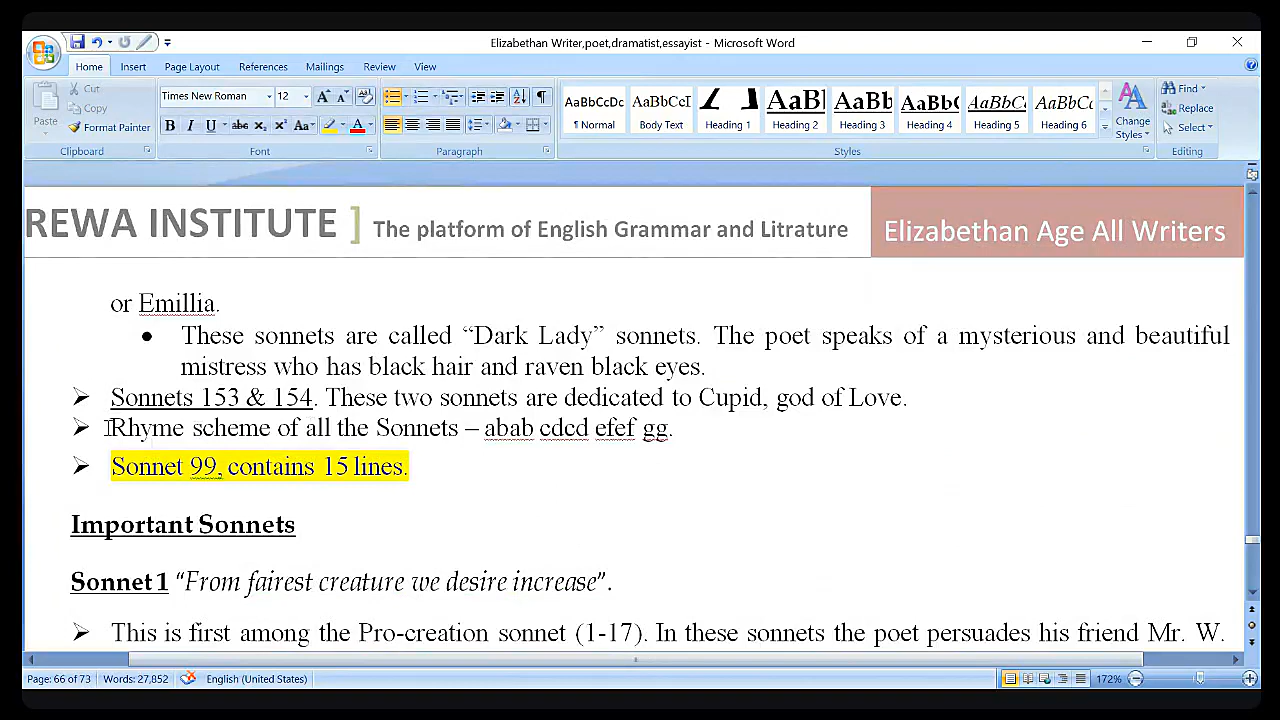 Elizabethan Writer,poet,dramatist,essayist - Microsoft Word
Home Insert Page Layout References Mailings Review View
Paste Cut Copy Format Painter Clipboard
Times New Roman 12 Font
Paragraph
AaBbCcDc ¶ Normal AaBbCcI Body Text Heading 1 AaBl Heading 2 AaBb Heading 3 AaBbCc Heading 4 AaBbC Heading 5 AaBbCc Heading 6 Change Styles Styles
Find Replace Select Editing
REWA INSTITUTE ] The platform of English Grammar and Litrature Elizabethan Age All Writers
or Emillia.
• These sonnets are called “Dark Lady” sonnets. The poet speaks of a mysterious and beautiful
mistress who has black hair and raven black eyes.
➢ Sonnets 153 & 154. These two sonnets are dedicated to Cupid, god of Love.
➢ Rhyme scheme of all the Sonnets – abab cdcd efef gg.
➢ Sonnet 99, contains 15 lines.
Important Sonnets
Sonnet 1 “From fairest creature we desire increase”.
➢ This is first among the Pro-creation sonnet (1-17). In these sonnets the poet persuades his friend Mr. W.
Page: 66 of 73 Words: 27,852 English (United Stat 172%